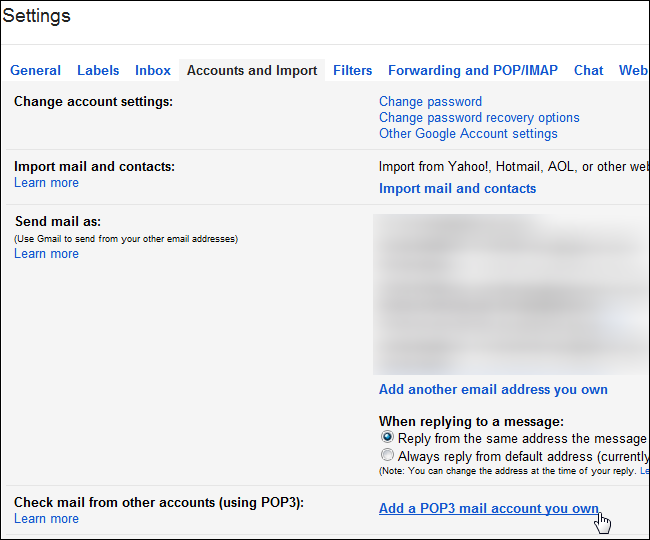 Settings
General Labels Inbox Accounts and Import Filters Forwarding and POP/IMAP Chat Web
Change account settings:
Change password
Change password recovery options
Other Google Account settings
Import mail and contacts:
Learn more
Import from Yahoo!, Hotmail, AOL, or other web
Import mail and contacts
Send mail as:
(Use Gmail to send from your other email addresses)
Learn more
Add another email address you own
When replying to a message:
Reply from the same address the message
Always reply from default address (currently
(Note: You can change the address at the time of your reply. Le
Check mail from other accounts (using POP3):
Learn more
Add a POP3 mail account you own